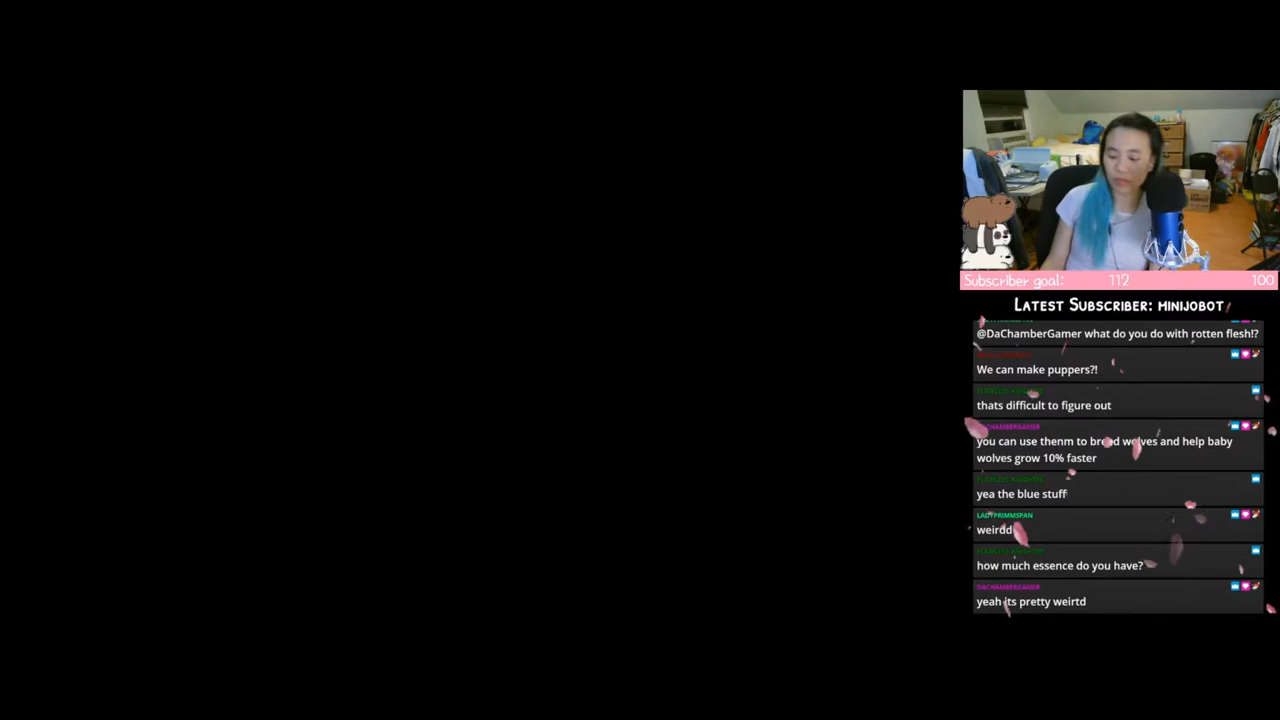 Subscriber goal: 112 100
Latest Subscriber: minijobot
@DaChamberGamer what do you do with rotten flesh!?
We can make puppers?!
thats difficult to figure out
you can use thenm to breed wolves and help baby
wolves grow 10% faster
yea the blue stuff
LADYPRIMMSPAN
weirdd
how much essence do you have?
DACHAMBERGAMER
yeah its pretty weirtd